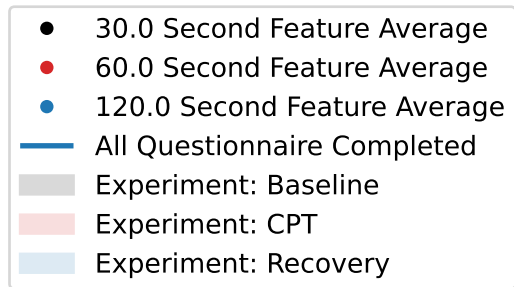 30.0 Second Feature Average
60.0 Second Feature Average
120.0 Second Feature Average
All Questionnaire Completed
Experiment: Baseline
Experiment: CPT
Experiment: Recovery